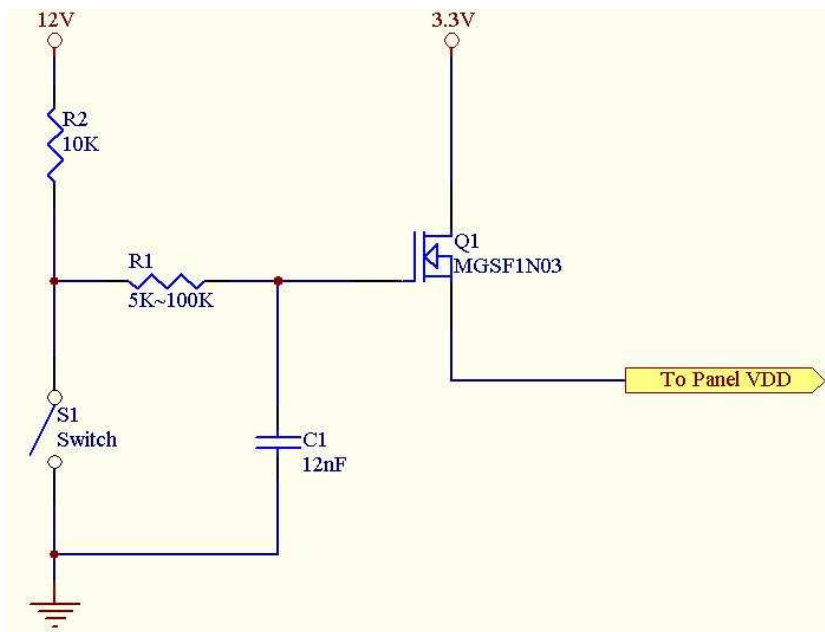 12V
3.3V
R2
10K
R1
5K~100K
Q1
MGSF1N03
To Panel VDD
S1
Switch
C1
12nF